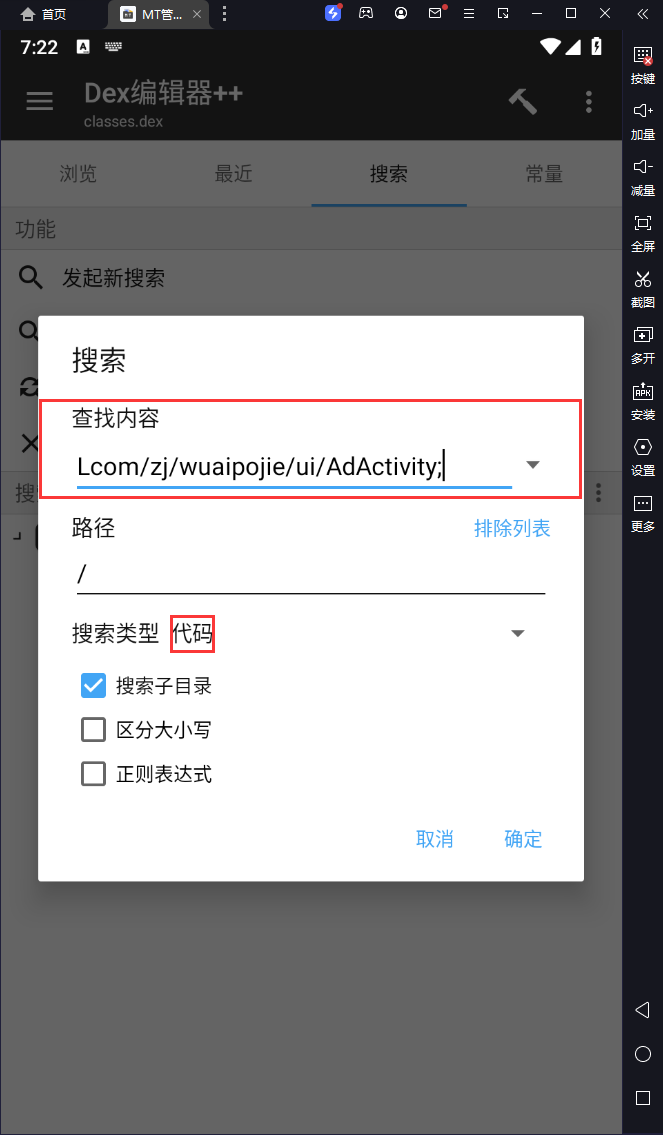 首页
MT管...
7:22
A
Dex编辑器++
classes.dex
浏览
最近
搜索
常量
功能
发起新搜索
搜索
查找内容
Lcom/zj/wuaipojie/ui/AdActivity;
路径
排除列表
/
搜索类型 代码
搜索子目录
区分大小写
正则表达式
取消
确定
按键
加量
减量
全屏
截图
多开
APK
安装
设置
更多